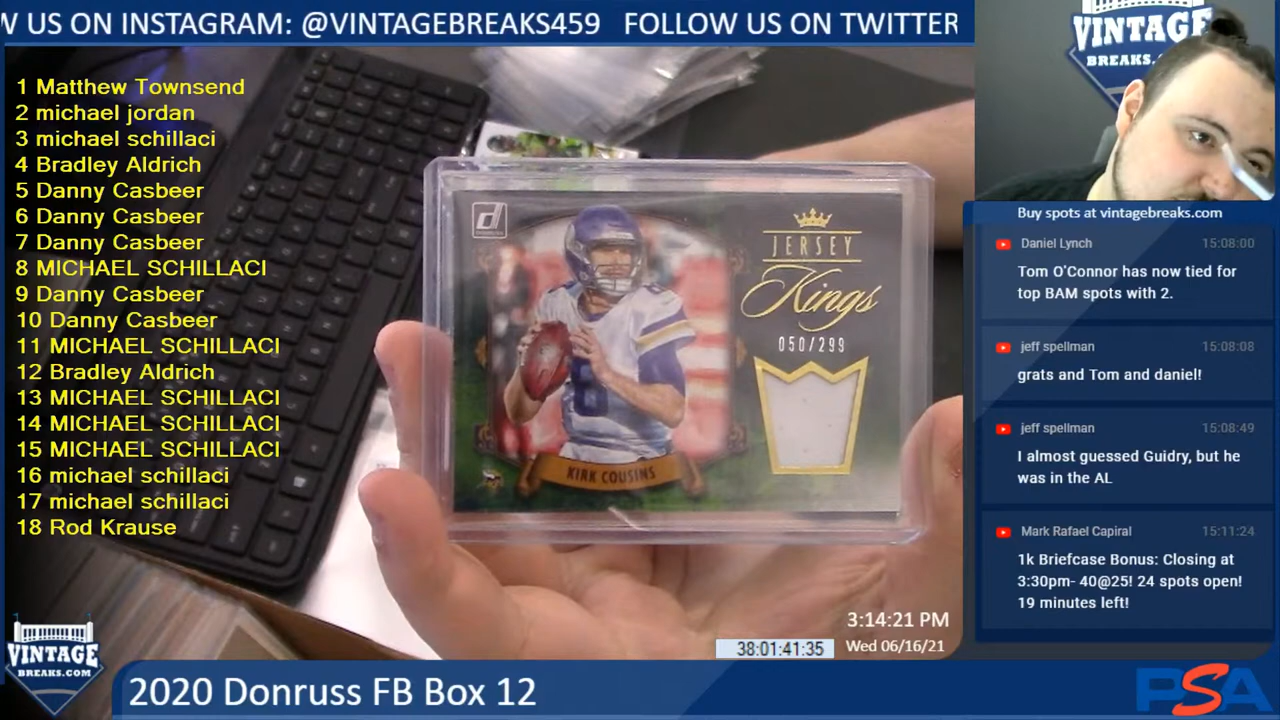 W US ON INSTAGRAM: @VINTAGEBREAKS459 FOLLOW US ON TWITTER
1 Matthew Townsend
2 michael jordan
3 michael schillaci
4 Bradley Aldrich
5 Danny Casbeer
6 Danny Casbeer
7 Danny Casbeer
8 MICHAEL SCHILLACI
9 Danny Casbeer
10 Danny Casbeer
11 MICHAEL SCHILLACI
12 Bradley Aldrich
13 MICHAEL SCHILLACI
14 MICHAEL SCHILLACI
15 MICHAEL SCHILLACI
16 michael schillaci
17 michael schillaci
18 Rod Krause
d
JERSEY
Kings
050/299
8
KIRK COUSINS
VINTAGE
BREAKS.C
Buy spots at vintagebreaks.com
Daniel Lynch 15:08:00
Tom O'Connor has now tied for
top BAM spots with 2.
jeff spellman 15:08:08
grats and Tom and daniel!
jeff spellman 15:08:49
I almost guessed Guidry, but he
was in the AL
Mark Rafael Capiral 15:11:24
1k Briefcase Bonus: Closing at
3:30pm- 40@25! 24 spots open!
19 minutes left!
3:14:21 PM
38:01:41:35 Wed 06/16/21
VINTAGE
BREAKS.COM
2020 Donruss FB Box 12
PSA